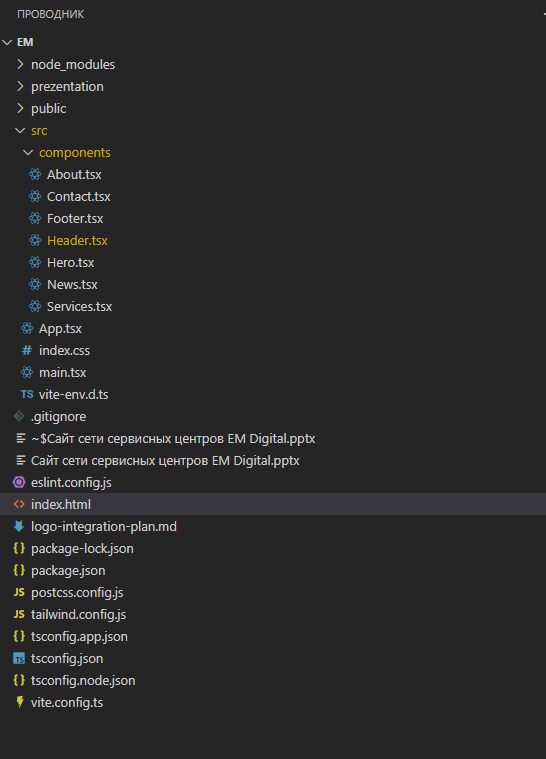 ПРОВОДНИК
EM
node_modules
prezentation
public
src
components
About.tsx
Contact.tsx
Footer.tsx
Header.tsx
Hero.tsx
News.tsx
Services.tsx
App.tsx
# index.css
main.tsx
TS vite-env.d.ts
.gitignore
~$Сайт сети сервисных центров EM Digital.pptx
Сайт сети сервисных центров EM Digital.pptx
eslint.config.js
<> index.html
logo-integration-plan.md
{} package-lock.json
{} package.json
JS postcss.config.js
JS tailwind.config.js
{} tsconfig.app.json
TS tsconfig.json
{} tsconfig.node.json
vite.config.ts